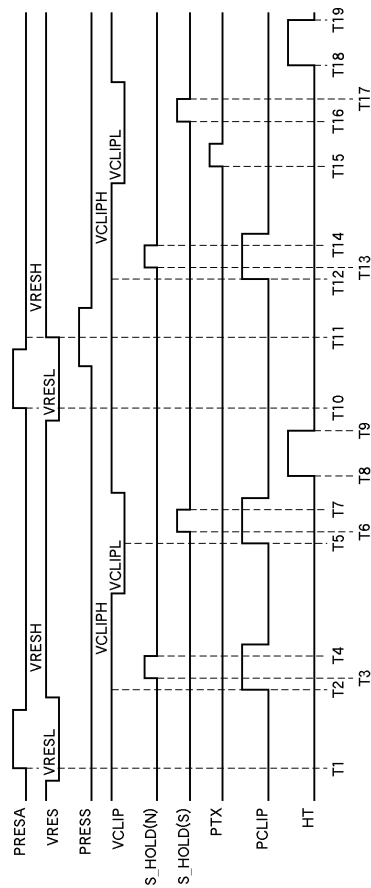 PRESA
VRES
VRESL
VRESH
VRESL
VRESH
PRESS
VCLIP
VCLIPH
VCLIPL
VCLIPH
VCLIPL
S_HOLD(N)
S_HOLD(S)
PTX
PCLIP
HT
T1
T2
T3
T4
T5
T6
T7
T8
T9
T10
T11
T12
T13
T14
T15
T16
T17
T18
T19